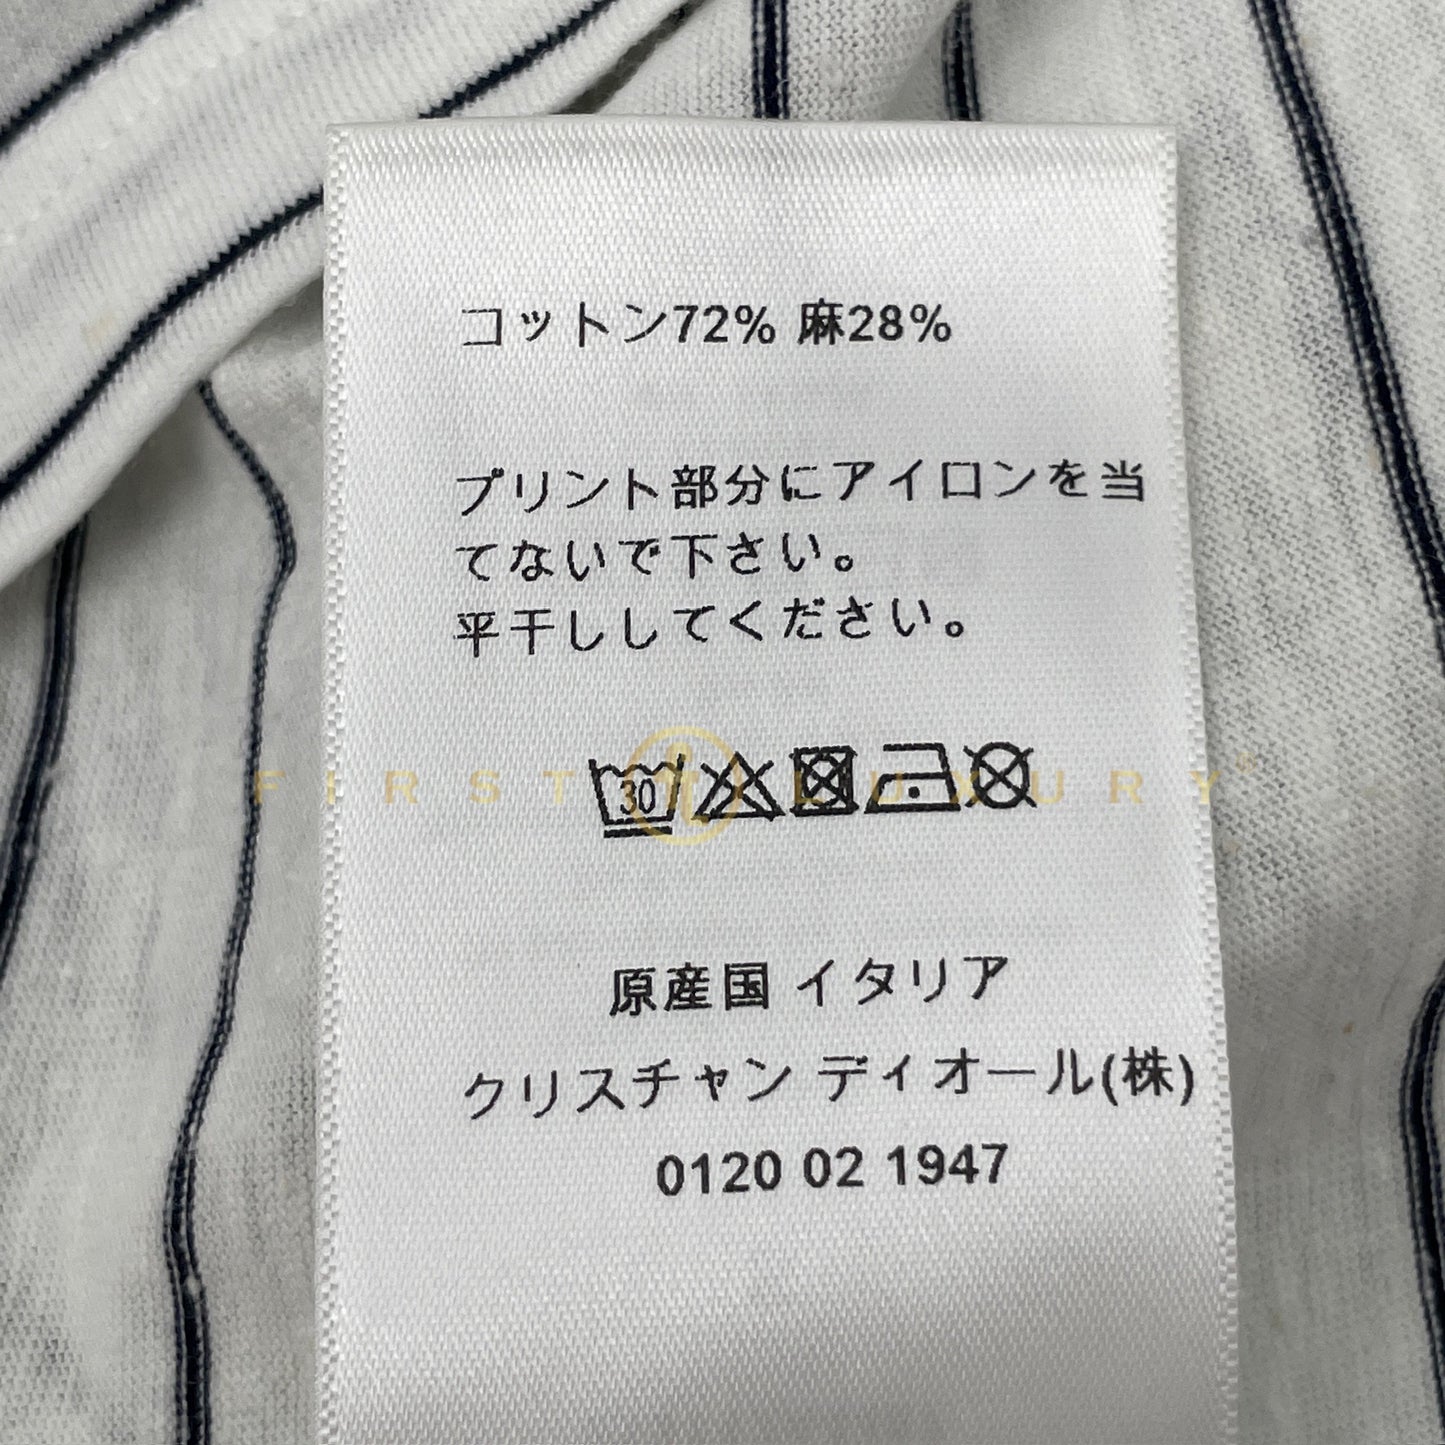 コットン72% 麻28%
プリント部分にアイロンを当
てないで下さい。
平干ししてください。
30
FIRST LUXURY®
原産国 イタリア
クリスチャン ディオール(株)
0120 02 1947